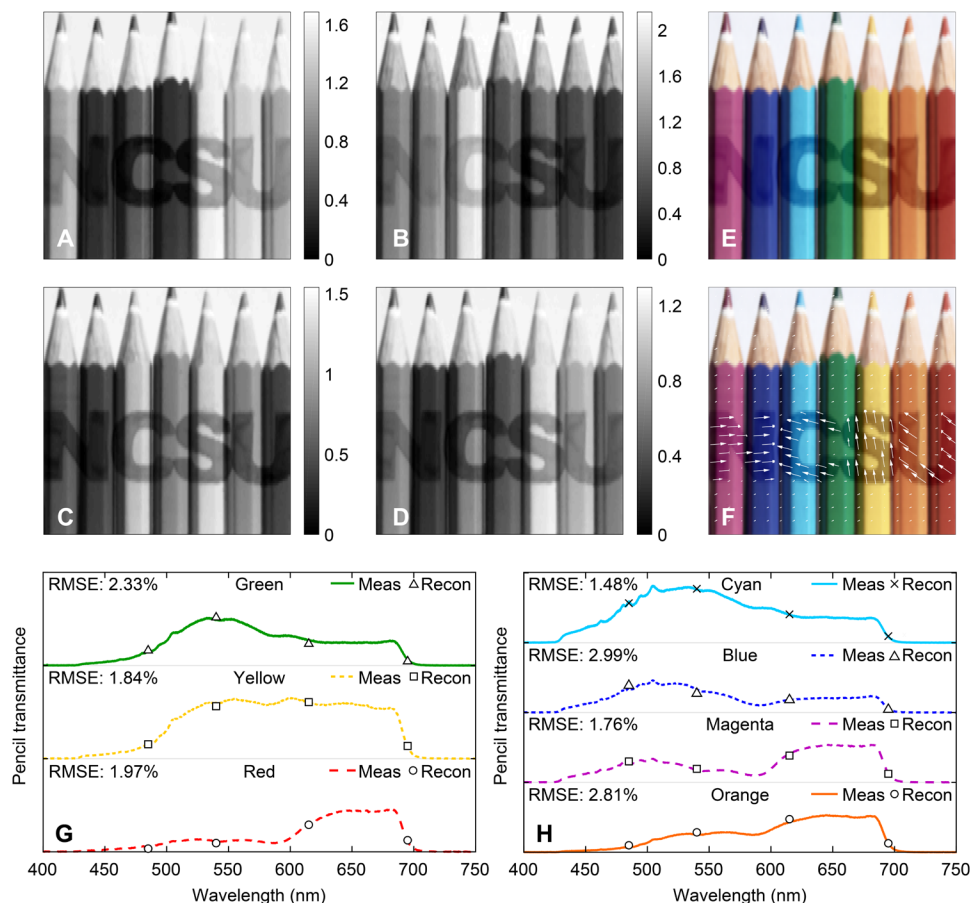 1.6
1.2
0.8
0.4
0
NCSU
A
2
1.6
1.2
0.8
0.4
0
NCSU
B
NCSU
E
1.5
1
0.5
0
NCSU
C
1.2
0.8
0.4
0
NCSU
D
NCSU
F
RMSE: 2.33% Green Meas Recon
RMSE: 1.84% Yellow Meas Recon
RMSE: 1.97% Red Meas Recon
G
Pencil transmittance
400 450 500 550 600 650 700 750
Wavelength (nm)
RMSE: 1.48% Cyan Meas Recon
RMSE: 2.99% Blue Meas Recon
RMSE: 1.76% Magenta Meas Recon
RMSE: 2.81% Orange Meas Recon
H
Pencil transmittance
400 450 500 550 600 650 700 750
Wavelength (nm)